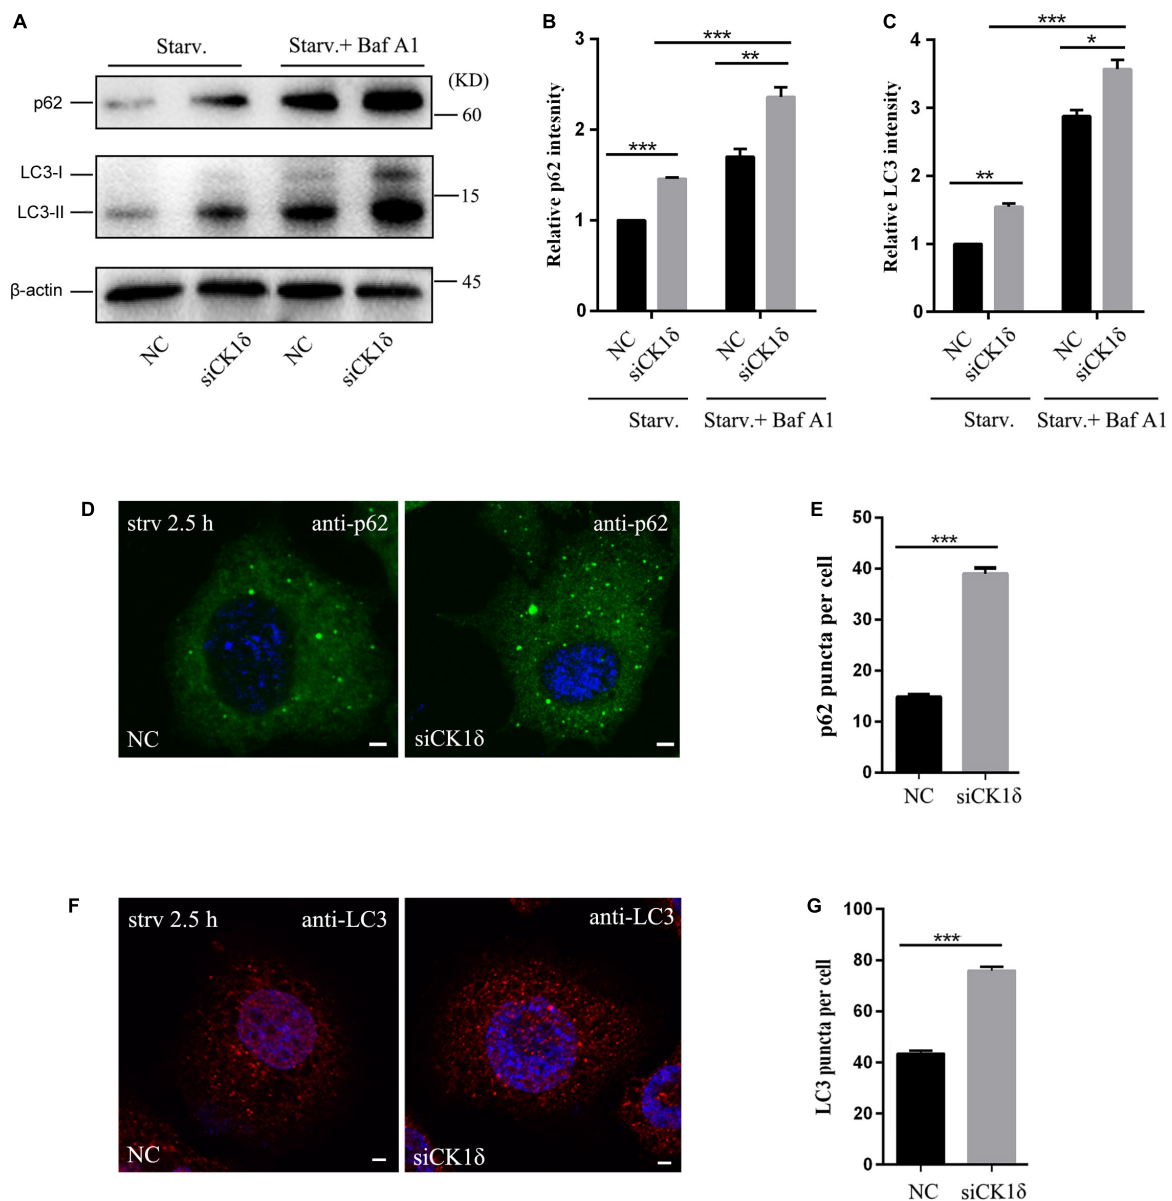 A
Starv. Starv.+ Baf A1
(KD)
p62
60
LC3-I
15
LC3-II
45
β-actin
NC siCK1δ NC siCK1δ
B
Relative p62 intesnity
3
2
1
0
***
**
***
NC siCK1δ NC siCK1δ
Starv. Starv.+ Baf A1
C
Relative LC3 intensity
4
3
2
1
0
***
*
**
NC siCK1δ NC siCK1δ
Starv. Starv.+ Baf A1
D
strv 2.5 h anti-p62
NC
anti-p62
siCK1δ
E
p62 puncta per cell
50
40
30
20
10
0
***
NC siCK1δ
F
strv 2.5 h anti-LC3
NC
anti-LC3
siCK1δ
G
LC3 puncta per cell
100
80
60
40
20
0
***
NC siCK1δ